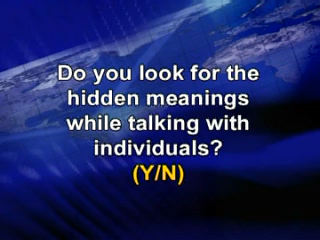 Do you look for the
hidden meanings
while talking with
individuals?
(Y/N)